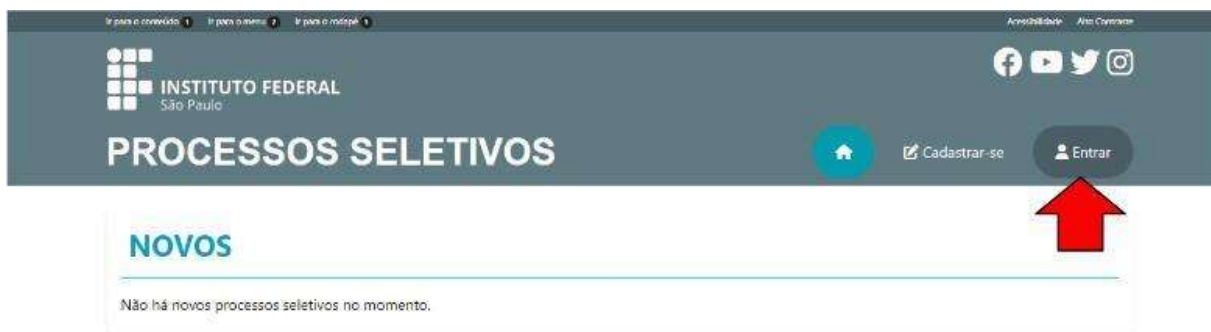 Ir para o conteúdo 1 Ir para o menu 2 Ir para o rodapé 3 Acessibilidade Alto Contraste
INSTITUTO FEDERAL
São Paulo
PROCESSOS SELETIVOS
Cadastrar-se
Entrar
NOVOS
Não há novos processos seletivos no momento.